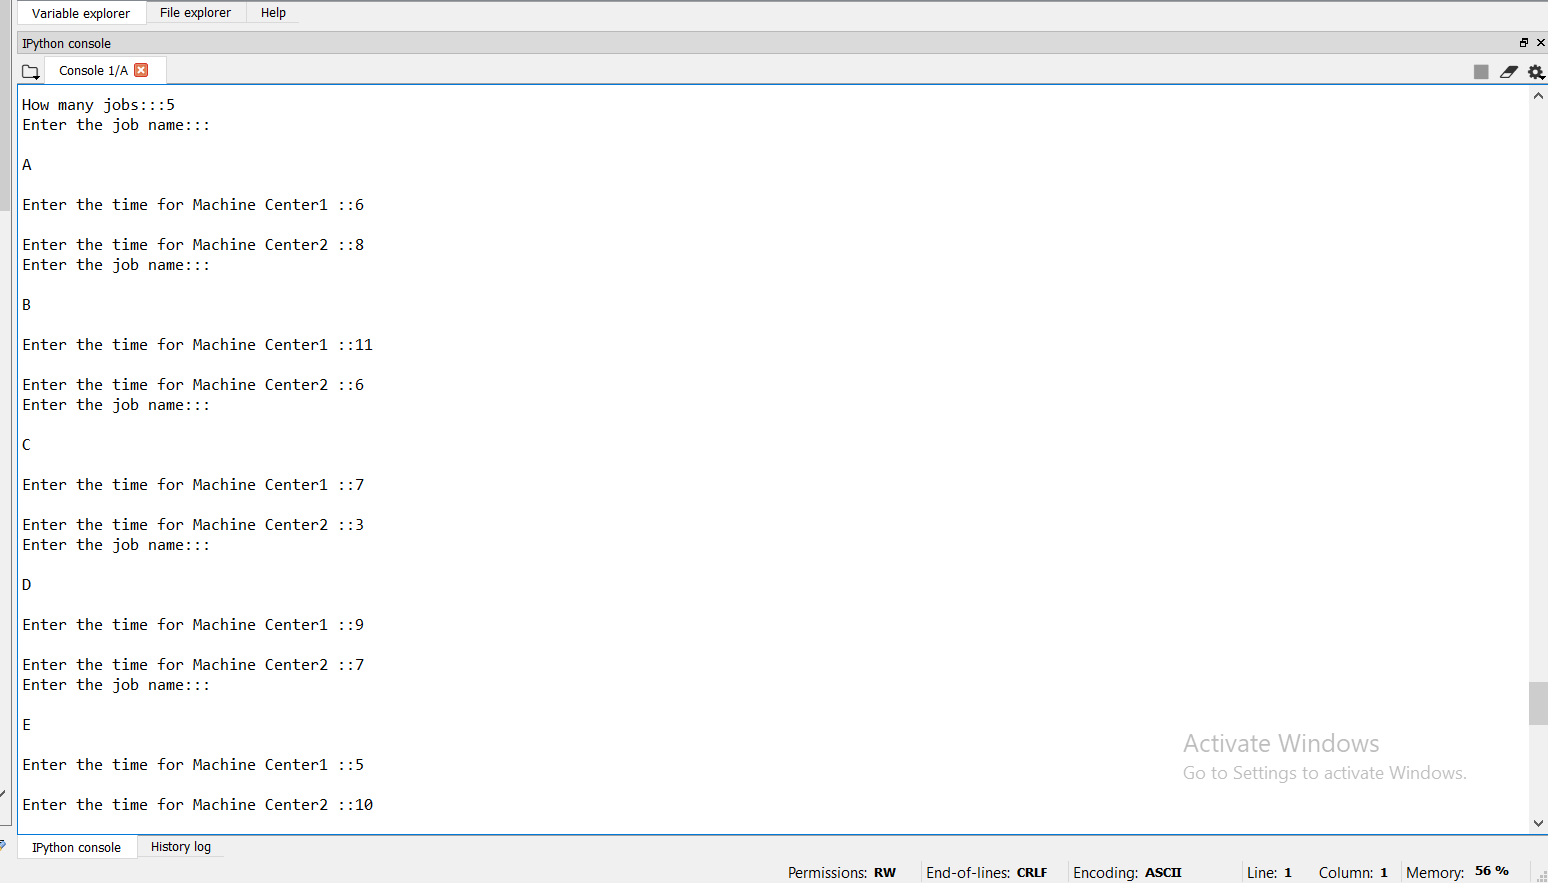 Variable explorer File explorer Help
IPython console
Console 1/A
How many jobs:::5
Enter the job name:::
A
Enter the time for Machine Center1 ::6
Enter the time for Machine Center2 ::8
Enter the job name:::
B
Enter the time for Machine Center1 ::11
Enter the time for Machine Center2 ::6
Enter the job name:::
C
Enter the time for Machine Center1 ::7
Enter the time for Machine Center2 ::3
Enter the job name:::
D
Enter the time for Machine Center1 ::9
Enter the time for Machine Center2 ::7
Enter the job name:::
E
Enter the time for Machine Center1 ::5
Enter the time for Machine Center2 ::10
Activate Windows
Go to Settings to activate Windows.
IPython console History log
Permissions: RW End-of-lines: CRLF Encoding: ASCII Line: 1 Column: 1 Memory: 56 %